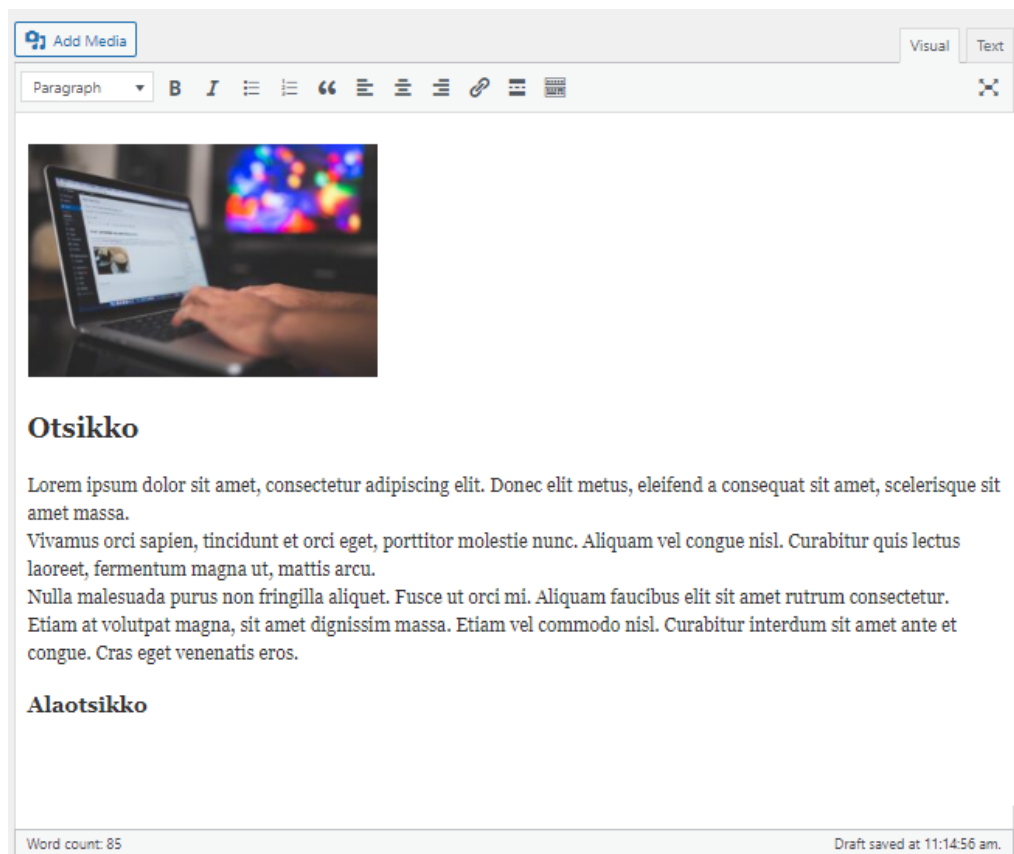 Add Media
Visual Text
Paragraph
Otsikko
Lorem ipsum dolor sit amet, consectetur adipiscing elit. Donec elit metus, eleifend a consequat sit amet, scelerisque sit
amet massa.
Vivamus orci sapien, tincidunt et orci eget, porttitor molestie nunc. Aliquam vel congue nisl. Curabitur quis lectus
laoreet, fermentum magna ut, mattis arcu.
Nulla malesuada purus non fringilla aliquet. Fusce ut orci mi. Aliquam faucibus elit sit amet rutrum consectetur.
Etiam at volutpat magna, sit amet dignissim massa. Etiam vel commodo nisl. Curabitur interdum sit amet ante et
congue. Cras eget venenatis eros.
Alaotsikko
Word count: 85 Draft saved at 11:14:56 am.